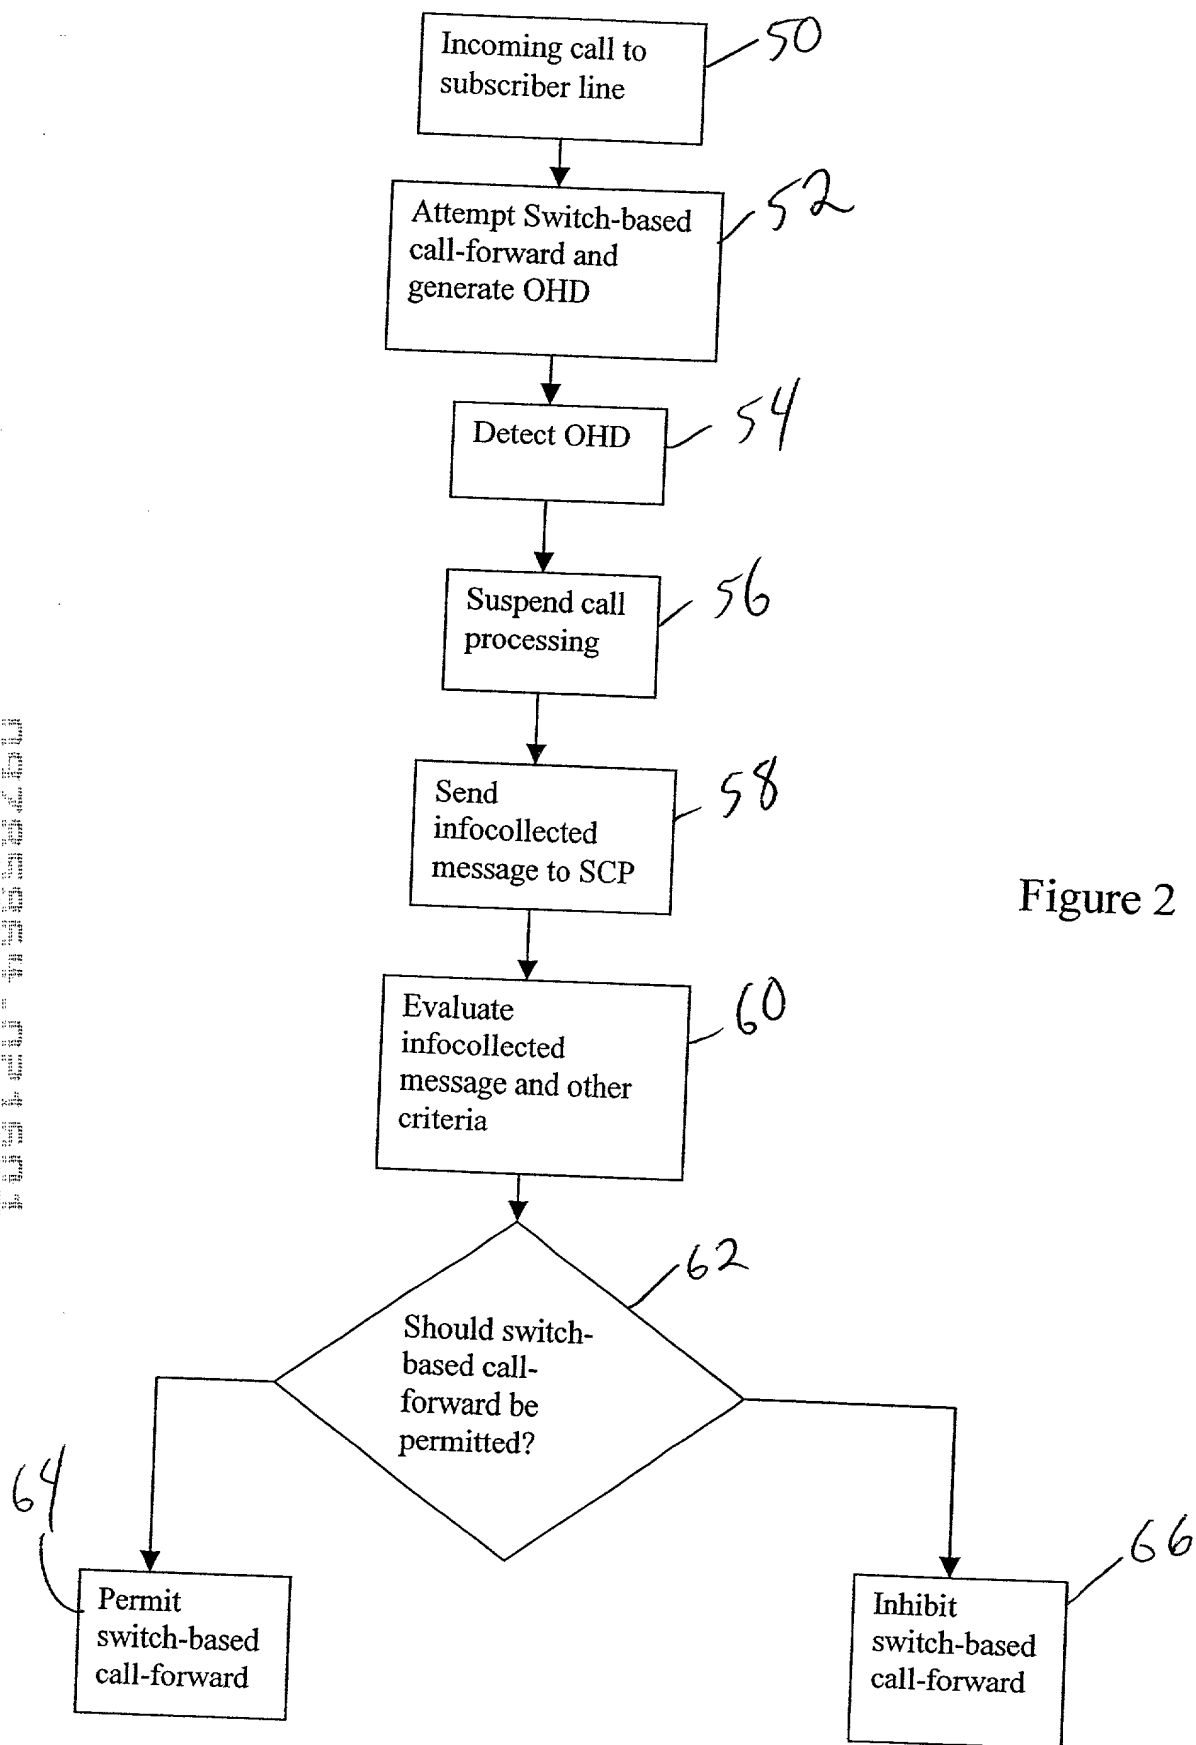 Incoming call to
subscriber line
50
Attempt Switch-based
call-forward and
generate OHD
52
Detect OHD
54
Suspend call
processing
56
Send
infocollected
message to SCP
58
Figure 2
Evaluate
infocollected
message and other
criteria
60
62
Should switch-
based call-
forward be
permitted?
64
Permit
switch-based
call-forward
66
Inhibit
switch-based
call-forward